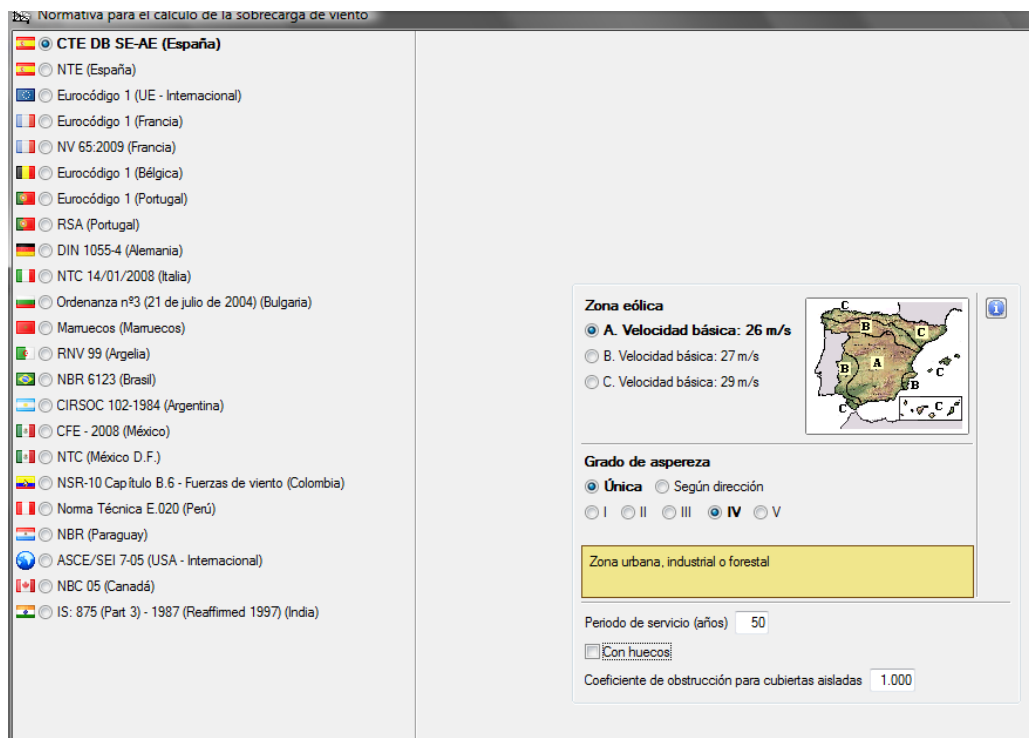 Normativa para el cálculo de la sobrecarga de viento
CTE DB SE-AE (España)
NTE (España)
Eurocódigo 1 (UE - Internacional)
Eurocódigo 1 (Francia)
NV 65:2009 (Francia)
Eurocódigo 1 (Bélgica)
Eurocódigo 1 (Portugal)
RSA (Portugal)
DIN 1055-4 (Alemania)
NTC 14/01/2008 (Italia)
Ordenanza nº3 (21 de julio de 2004) (Bulgaria)
Marruecos (Marruecos)
RNV 99 (Argelia)
NBR 6123 (Brasil)
CIRSOC 102-1984 (Argentina)
CFE - 2008 (México)
NTC (México D.F.)
NSR-10 Capítulo B.6 - Fuerzas de viento (Colombia)
Norma Técnica E.020 (Perú)
NBR (Paraguay)
ASCE/SEI 7-05 (USA - Internacional)
NBC 05 (Canadá)
IS: 875 (Part 3) - 1987 (Reaffirmed 1997) (India)
Zona eólica
A. Velocidad básica: 26 m/s
B. Velocidad básica: 27 m/s
C. Velocidad básica: 29 m/s
C
B
C
A
B
C
B
C
C
Grado de aspereza
Única Según dirección
I II III IV V
Zona urbana, industrial o forestal
Periodo de servicio (años) 50
Con huecos
Coeficiente de obstrucción para cubiertas aisladas 1.000